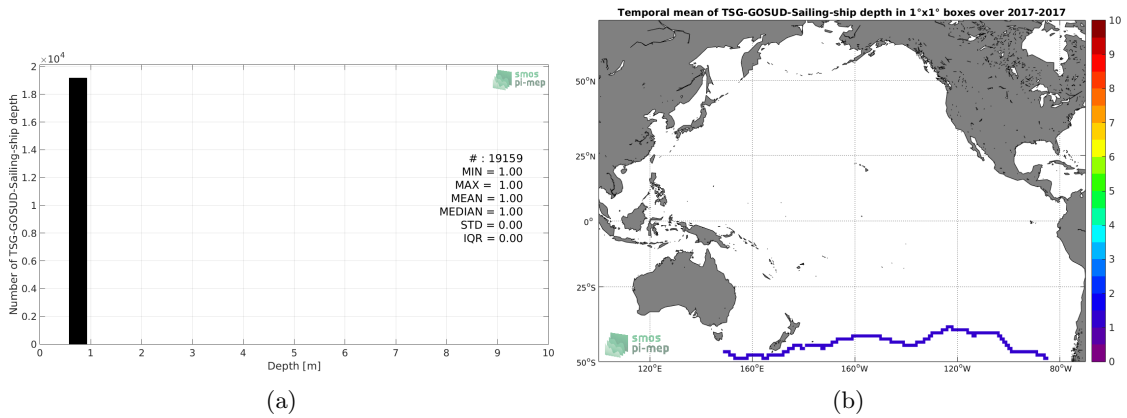 2
1.8
1.6
1.4
1.2
1
0.8
0.6
0.4
0.2
0
×10⁴
Number of TSG-GOSUD-Sailing-ship depth
smos
pi-mep
# : 19159
MIN = 1.00
MAX = 1.00
MEAN = 1.00
MEDIAN = 1.00
STD = 0.00
IQR = 0.00
0 1 2 3 4 5 6 7 8 9 10
Depth [m]
(a)
Temporal mean of TSG-GOSUD-Sailing-ship depth in 1°x1° boxes over 2017-2017
50°N
25°N
0°
25°S
50°S
smos
pi-mep
120°E 160°E 160°W 120°W 80°W
10
9
8
7
6
5
4
3
2
1
0
(b)